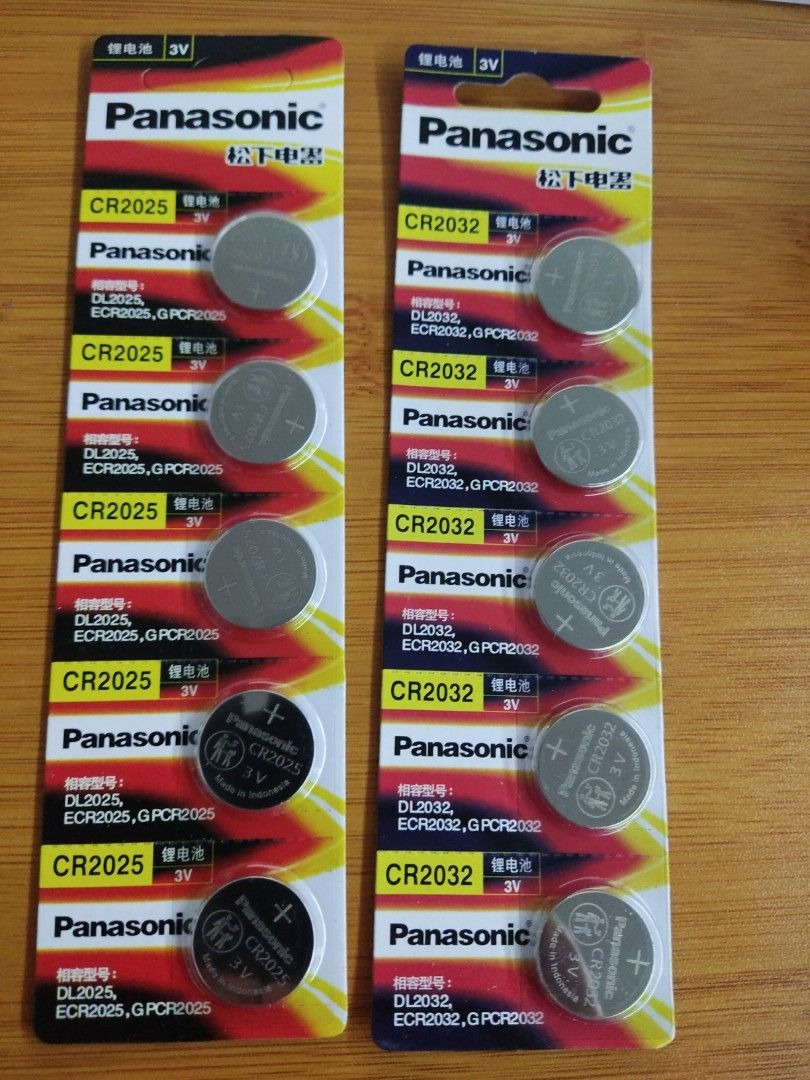 锂电池 3V
Panasonic
松下电器
CR2025 锂电池 3V
Panasonic
相容型号:
DL2025,
ECR2025,GPCR2025
CR2025 锂电池 3V
Panasonic
相容型号:
DL2025,
ECR2025,GPCR2025
CR2025 锂电池 3V
Panasonic
相容型号:
DL2025,
ECR2025,GPCR2025
CR2025 锂电池 3V
Panasonic
相容型号:
DL2025,
ECR2025,GPCR2025
+
Panasonic
CR2025
3V
Made in Indonesia
CR2025 锂电池 3V
Panasonic
相容型号:
DL2025,
ECR2025,GPCR2025
+
Panasonic
CR2025
3V
Made in Indonesia
锂电池 3V
Panasonic
松下电器
CR2032 锂电池 3V
Panasonic
相容型号:
DL2032,
ECR2032,GPCR2032
+
Panasonic
CR2032 锂电池 3V
Panasonic
相容型号:
DL2032,
ECR2032,GPCR2032
+
Panasonic
CR2032
3V
Made in Indonesia
CR2032 锂电池 3V
Panasonic
相容型号:
DL2032,
ECR2032,GPCR2032
+
Panasonic
CR2032
3V
Made in Indonesia
CR2032 锂电池 3V
Panasonic
相容型号:
DL2032,
ECR2032,GPCR2032
+
Panasonic
CR2032
3V
Made in Indonesia
CR2032 锂电池 3V
Panasonic
相容型号:
DL2032,
ECR2032,GPCR2032
+
Panasonic
CR2032
3V
Made in Indonesia